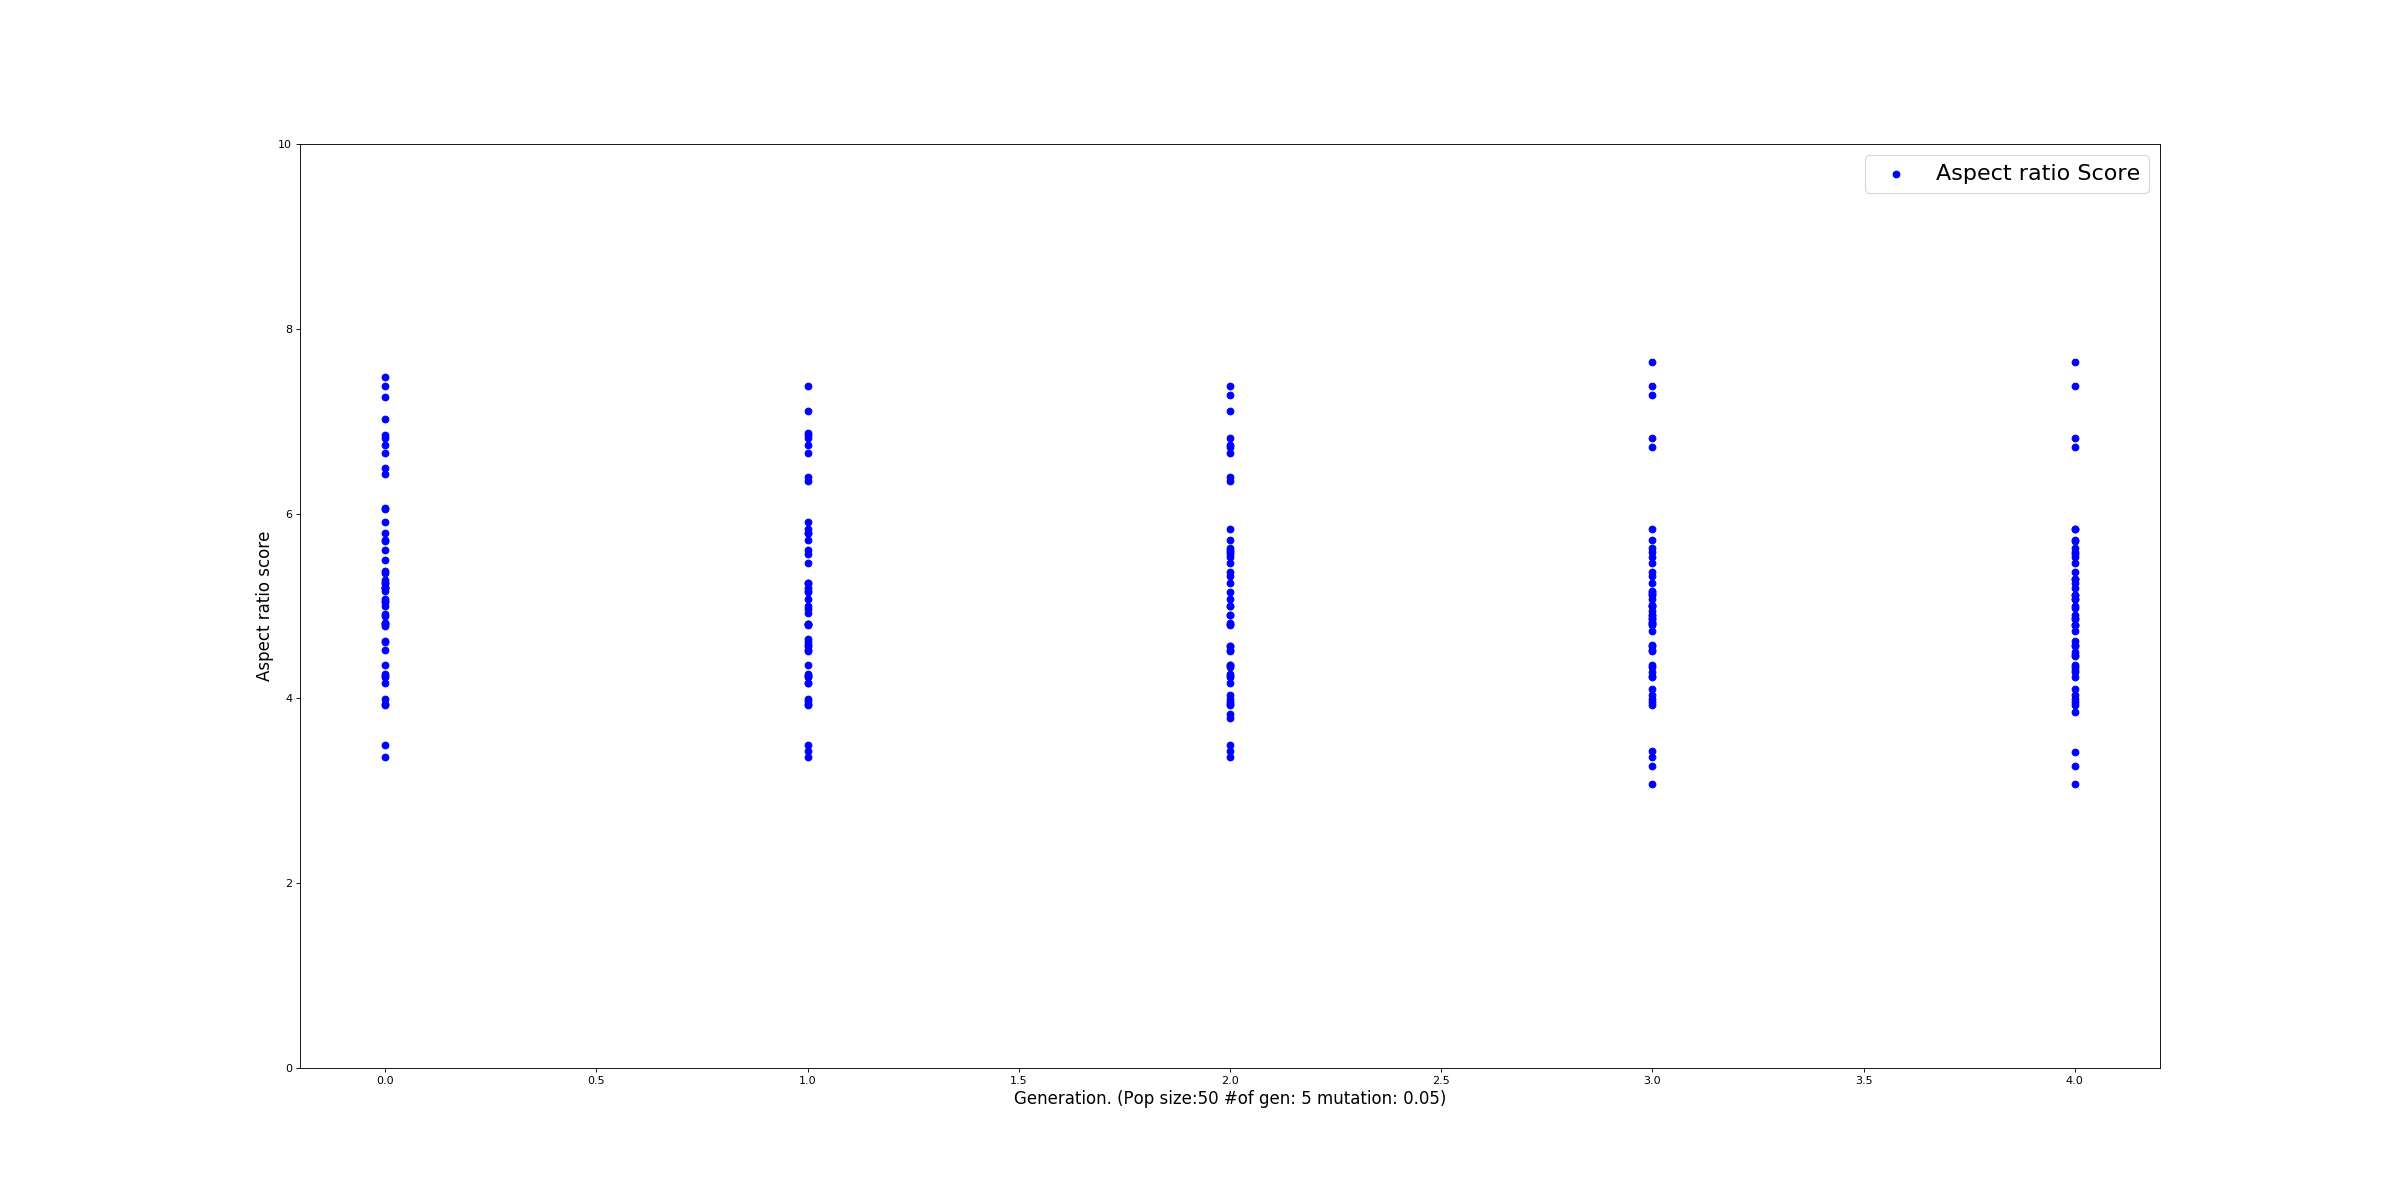 Aspect ratio Score
10
8
6
4
2
0
Aspect ratio score
0.0 0.5 1.0 1.5 2.0 2.5 3.0 3.5 4.0
Generation. (Pop size:50 #of gen: 5 mutation: 0.05)